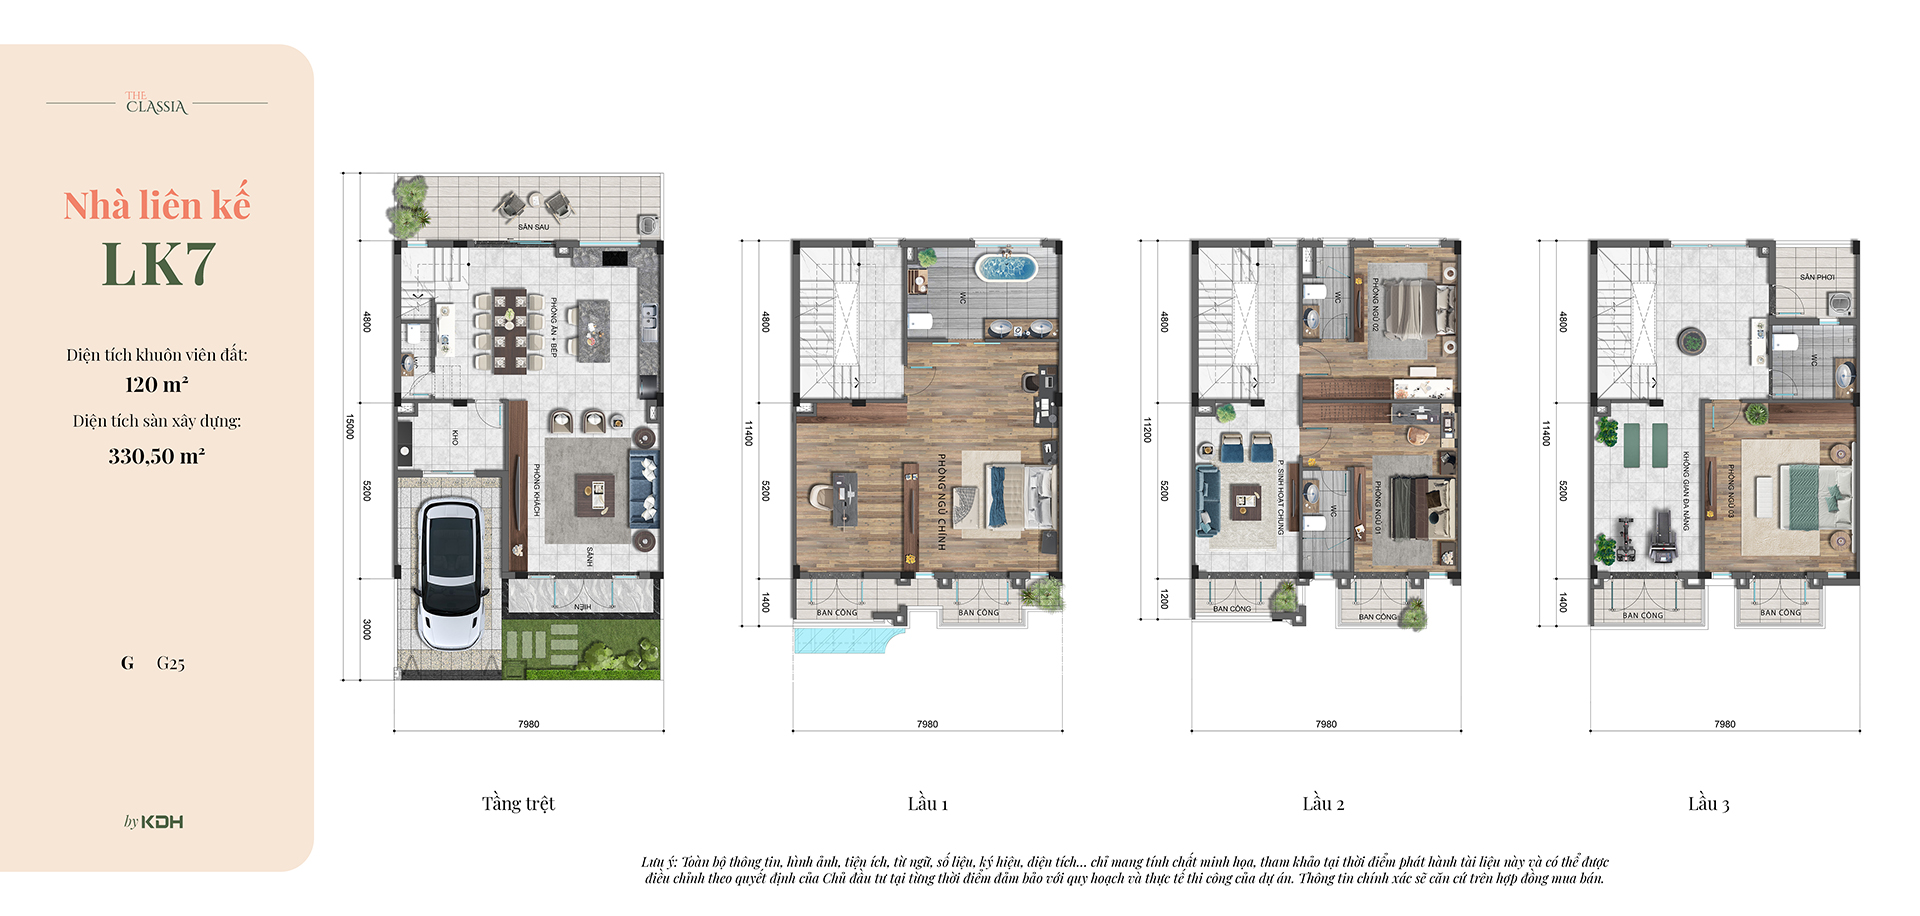 THE
CLASSIA
Nhà liên kế
LK7
Diện tích khuôn viên đất:
120 m²
Diện tích sàn xây dựng:
330,50 m²
G G25
by KDH
SÂN SAU
PHÒNG ĂN + BẾP
KHO
PHÒNG KHÁCH
SẢNH
HIÊN
4800
5200
3000
15000
7980
Tầng trệt
WC
PHÒNG NGỦ CHÍNH
BAN CÔNG
BAN CÔNG
4800
5200
1400
11400
7980
Lầu 1
WC
PHÒNG NGỦ 02
P. SINH HOẠT CHUNG
WC
PHÒNG NGỦ 01
BAN CÔNG
BAN CÔNG
4800
5200
1200
11200
7980
Lầu 2
SÂN PHƠI
WC
KHÔNG GIAN ĐA NĂNG
PHÒNG NGỦ 03
BAN CÔNG
BAN CÔNG
4800
5200
1400
11400
7980
Lầu 3
Lưu ý: Toàn bộ thông tin, hình ảnh, tiện ích, từ ngữ, số liệu, ký hiệu, diện tích... chỉ mang tính chất minh họa, tham khảo tại thời điểm phát hành tài liệu này và có thể được
điều chỉnh theo quyết định của Chủ đầu tư tại từng thời điểm đảm bảo với quy hoạch và thực tế thi công của dự án. Thông tin chính xác sẽ căn cứ trên hợp đồng mua bán.